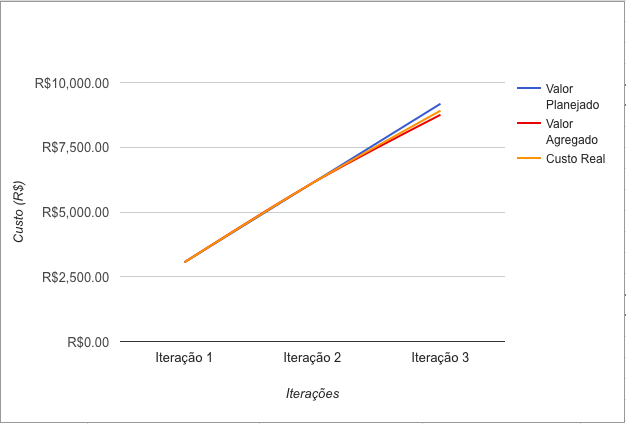 R$10,000.00
R$7,500.00
R$5,000.00
R$2,500.00
R$0.00
Custo (R$)
Iteração 1
Iteração 2
Iteração 3
Iterações
Valor
Planejado
Valor
Agregado
Custo Real